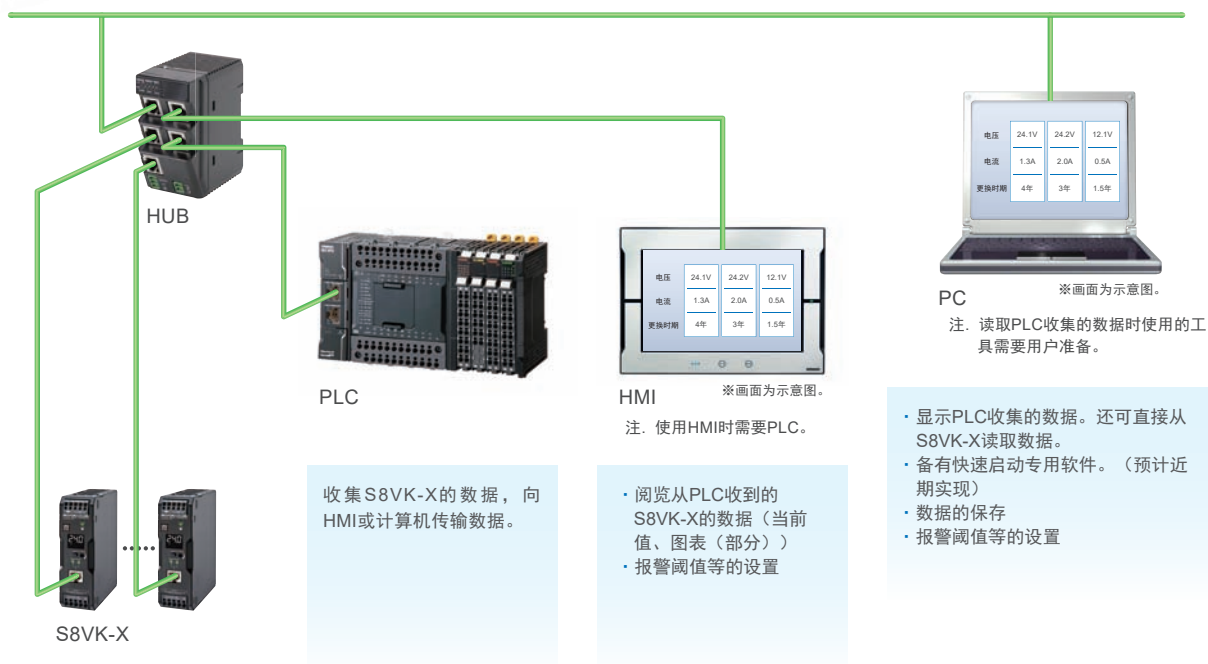 HUB
PLC
S8VK-X
240
240
电压 24.1V 24.2V 12.1V
电流 1.3A 2.0A 0.5A
更换时期 4年 3年 1.5年
HMI
※画面为示意图。
注. 使用HMI时需要PLC。
电压 24.1V 24.2V 12.1V
电流 1.3A 2.0A 0.5A
更换时期 4年 3年 1.5年
PC
※画面为示意图。
注. 读取PLC收集的数据时使用的工
具需要用户准备。
收集S8VK-X的数据，向
HMI或计算机传输数据。
・阅览从PLC收到的
S8VK-X的数据（当前
值、图表（部分））
・报警阈值等的设置
・显示PLC收集的数据。还可直接从
S8VK-X读取数据。
・备有快速启动专用软件。（预计近
期实现）
・数据的保存
・报警阈值等的设置